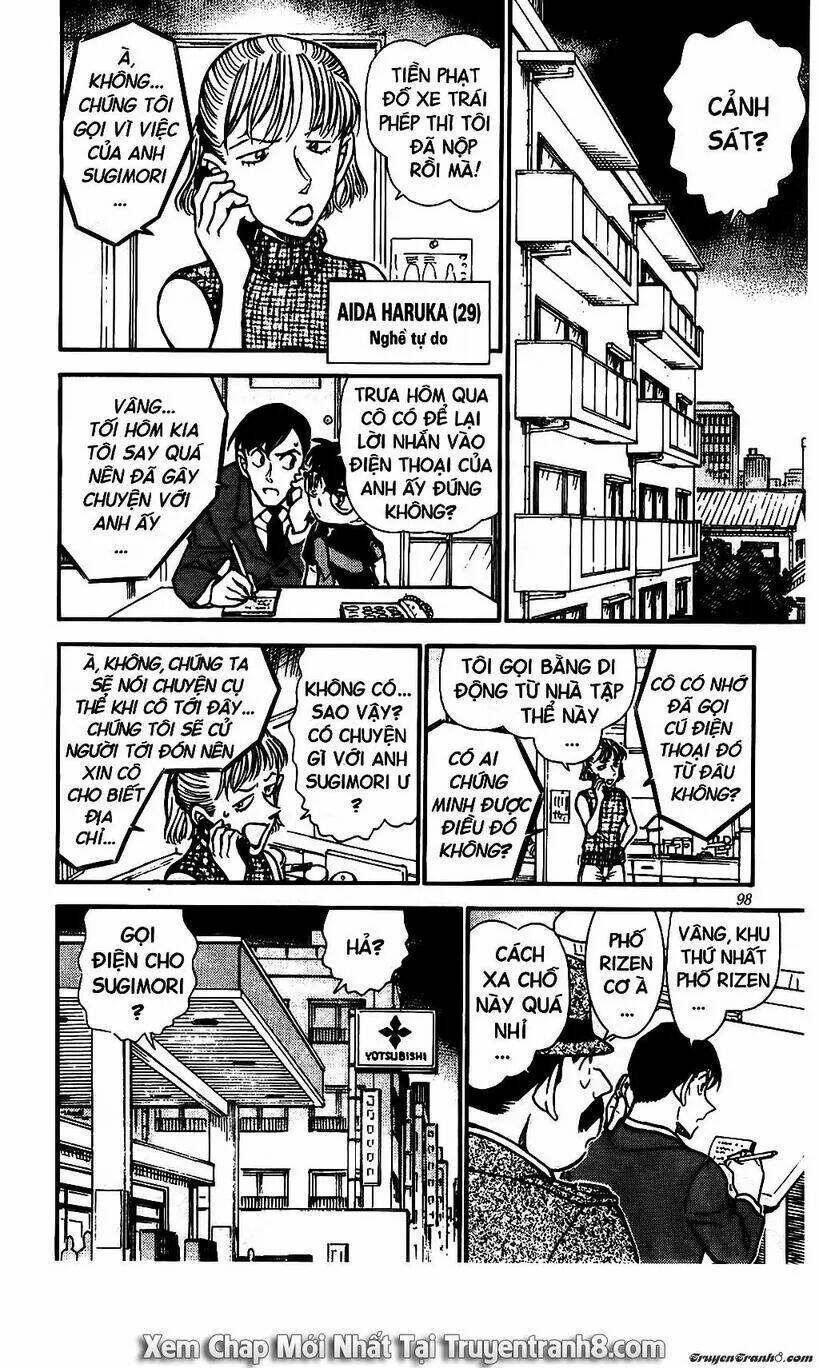 CẢNH
SÁT?
TIỀN PHẠT
ĐỖ XE TRÁI
PHÉP THÌ TÔI
ĐÃ NỘP
RỒI MÀ!
À,
KHÔNG...
CHÚNG TÔI
GỌI VÌ VIỆC
CỦA ANH
SUGIMORI
...
AIDA HARUKA (29)
Nghề tự do
TRƯA HÔM QUA
CÔ CÓ ĐỂ LẠI
LỜI NHẮN VÀO
ĐIỆN THOẠI CỦA
ANH ẤY ĐÚNG
KHÔNG?
VÂNG...
TỐI HÔM KIA
TÔI SAY QUÁ
NÊN ĐÃ GÂY
CHUYỆN VỚI
ANH ẤY
...
CÔ CÓ NHỚ
ĐÃ GỌI
CÚ ĐIỆN
THOẠI ĐÓ
TỪ ĐÂU
KHÔNG?
TÔI GỌI BẰNG DI
ĐỘNG TỪ NHÀ TẬP
THỂ NÀY
...
CÓ AI
CHỨNG
MINH ĐƯỢC
ĐIỀU ĐÓ
KHÔNG?
KHÔNG CÓ...
SAO VẬY?
CÓ CHUYỆN
GÌ VỚI ANH
SUGIMORI Ư
?
À, KHÔNG, CHÚNG TA
SẼ NÓI CHUYỆN CỤ
THỂ KHI CÔ TỚI ĐÂY...
CHÚNG TÔI SẼ CỬ
NGƯỜI TỚI ĐÓN NÊN
XIN CÔ
CHO BIẾT
ĐỊA
CHỈ...
98
VÂNG, KHU
THỨ NHẤT
PHỐ RIZEN
...
PHỐ
RIZEN
CƠ À
...
CÁCH
XA CHỖ
NÀY QUÁ
NHỈ
...
HẢ?
GỌI
ĐIỆN CHO
SUGIMORI
?
YOTSUBISHI
Xem Chap Mới Nhất Tại Truyentranh8.com
TruyenTranh8.com